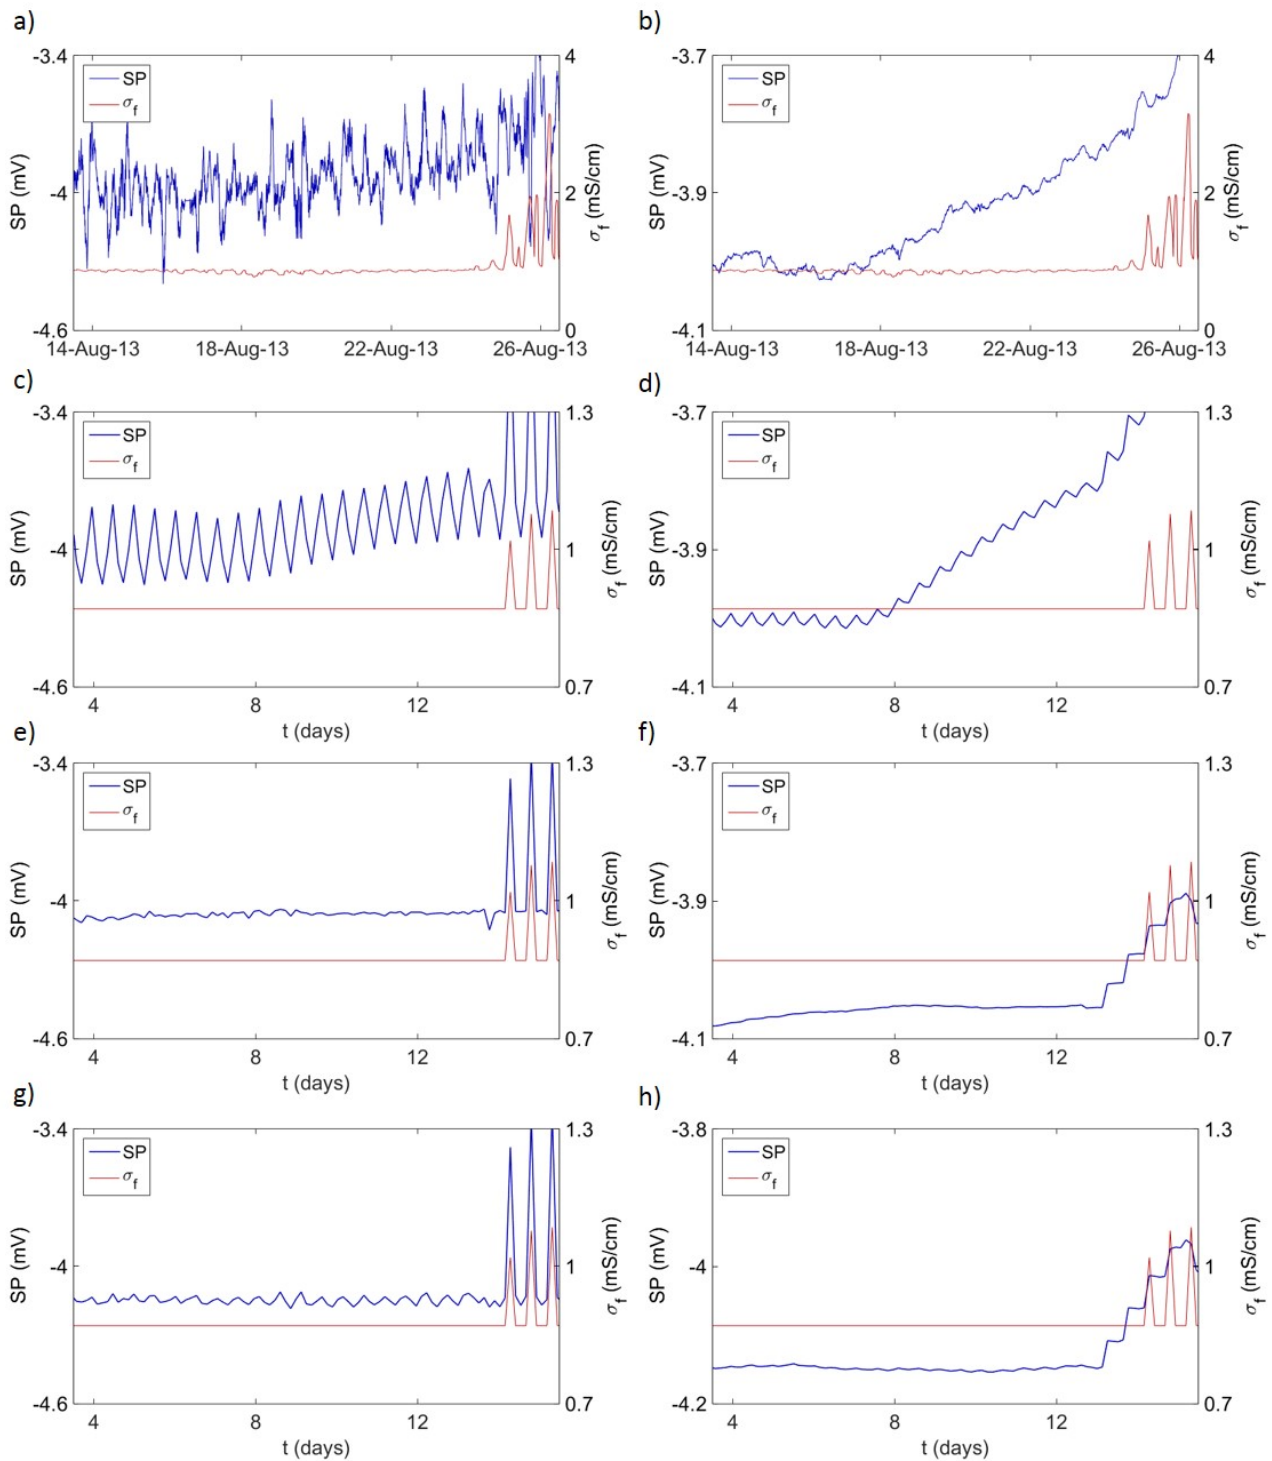 a)
b)
-3.4
4
SP
σf
SP (mV)
-4
2
σf (mS/cm)
-4.6
0
14-Aug-13 18-Aug-13 22-Aug-13 26-Aug-13
-3.7
4
SP
σf
SP (mV)
-3.9
2
σf (mS/cm)
-4.1
0
14-Aug-13 18-Aug-13 22-Aug-13 26-Aug-13
c)
d)
-3.4
1.3
SP
σf
SP (mV)
-4
1
σf (mS/cm)
-4.6
0.7
4 8 12
t (days)
-3.7
1.3
SP
σf
SP (mV)
-3.9
1
σf (mS/cm)
-4.1
0.7
4 8 12
t (days)
e)
f)
-3.4
1.3
SP
σf
SP (mV)
-4
1
σf (mS/cm)
-4.6
0.7
4 8 12
t (days)
-3.7
1.3
SP
σf
SP (mV)
-3.9
1
σf (mS/cm)
-4.1
0.7
4 8 12
t (days)
g)
h)
-3.4
1.3
SP
σf
SP (mV)
-4
1
σf (mS/cm)
-4.6
0.7
4 8 12
t (days)
-3.8
1.3
SP
σf
SP (mV)
-4
1
σf (mS/cm)
-4.2
0.7
4 8 12
t (days)